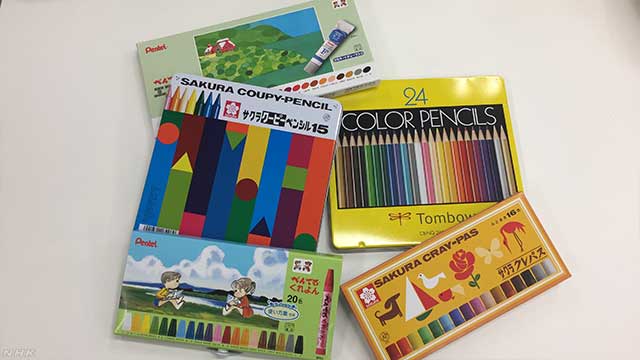 Pentel
SAKURA COUPY-PENCIL
サクラクーピーペンシル15
24
COLOR PENCILS
Tombow
Pentel
ぺんてる
くれよん
20色
SAKURA CRAY-PAS
サクラクレパス
16色
NHK